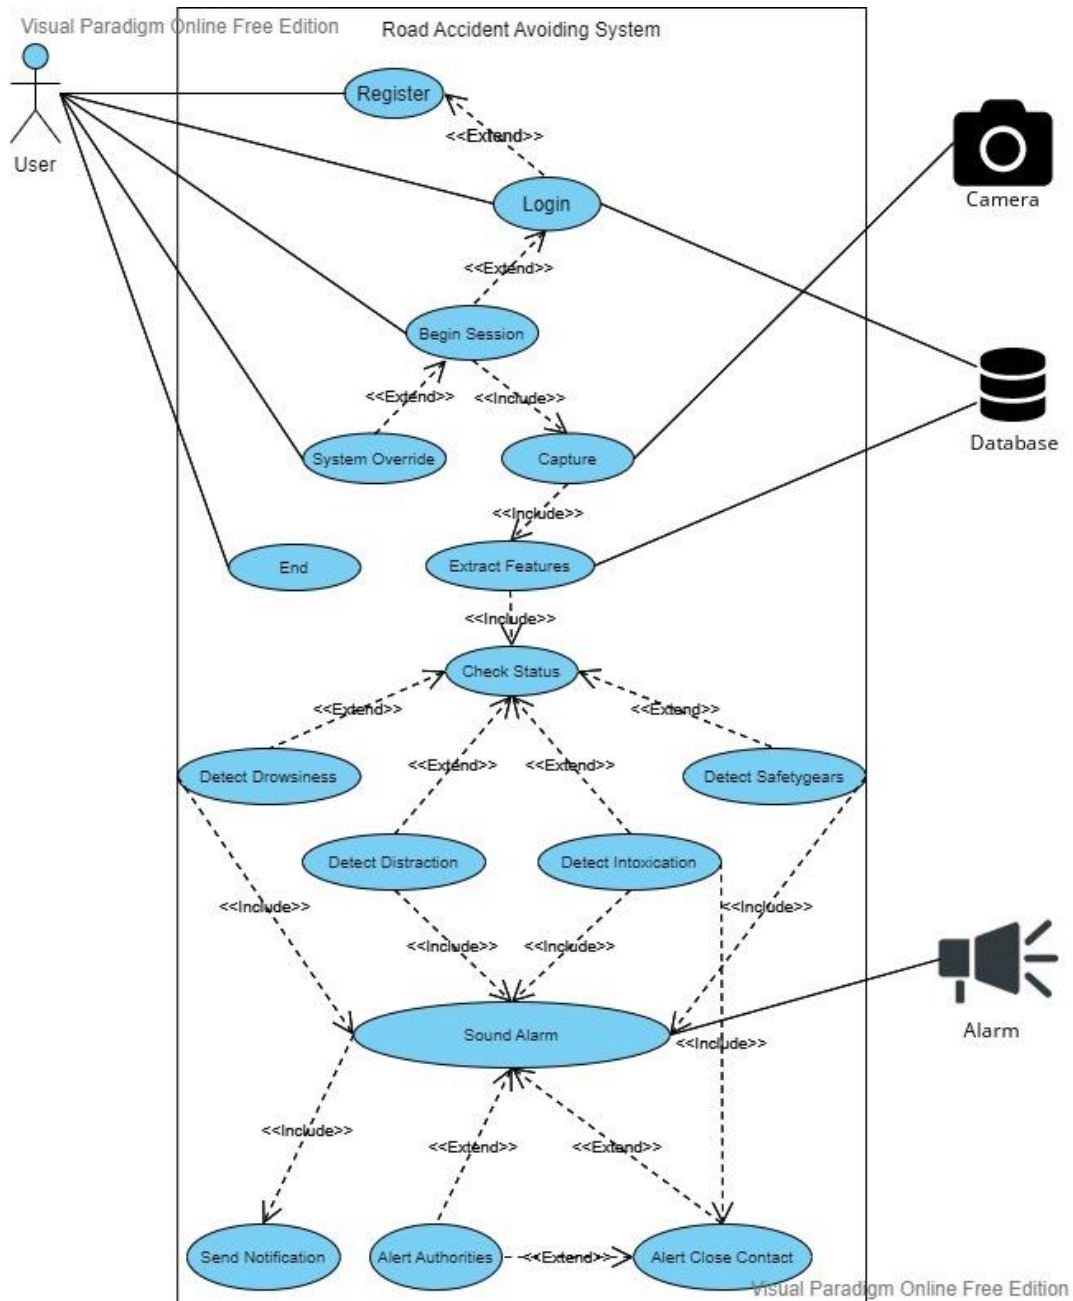 Visual Paradigm Online Free Edition
Road Accident Avoiding System
Register
<<Extend>>
User
Camera
Login
<<Extend>>
Begin Session
<<Extend>>
<<Include>>
Database
System Override
Capture
<<Include>>
End
Extract Features
<<Include>>
Check Status
<<Extend>>
<<Extend>>
<<Extend>>
<<Extend>>
Detect Drowsiness
Detect Safetygears
Detect Distraction
Detect Intoxication
<<Include>>
<<Include>>
<<Include>>
<<Include>>
Sound Alarm
<<Include>>
Alarm
<<Include>>
<<Extend>>
<<Extend>>
Send Notification
Alert Authorities
<<Extend>>
Alert Close Contact
Visual Paradigm Online Free Edition